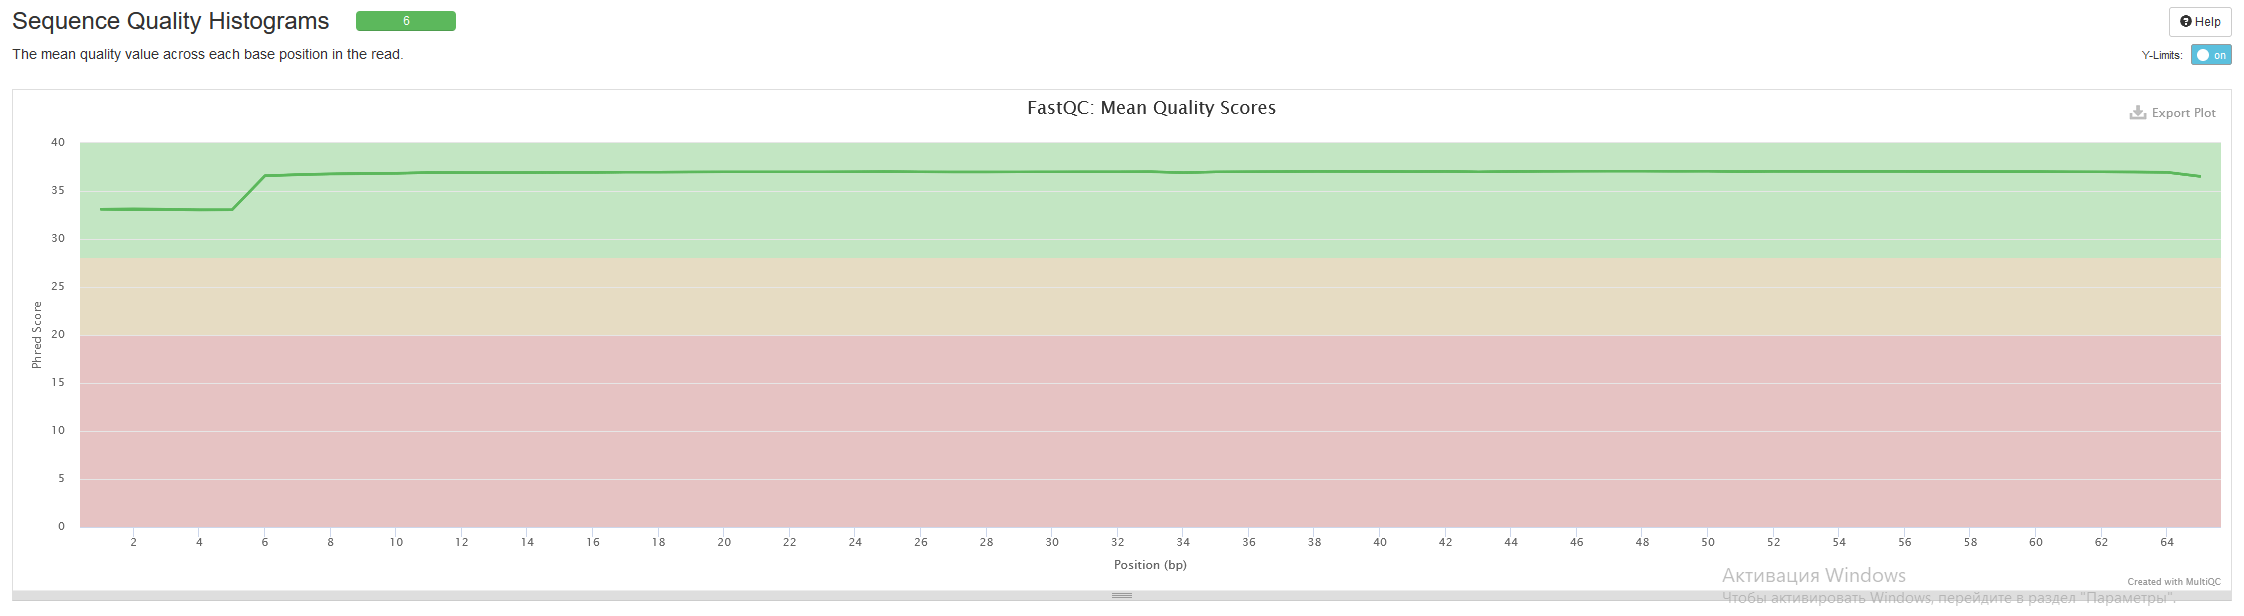 Sequence Quality Histograms 6
Help
The mean quality value across each base position in the read.
Y-Limits: on
FastQC: Mean Quality Scores
Export Plot
40
35
30
25
20
15
10
5
0
Phred Score
2 4 6 8 10 12 14 16 18 20 22 24 26 28 30 32 34 36 38 40 42 44 46 48 50 52 54 56 58 60 62 64
Position (bp)
Активация Windows
Created with MultiQC
Чтобы активировать Windows, перейдите в раздел "Параметры".